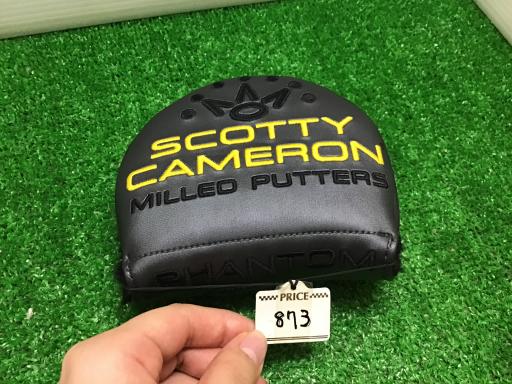 SCOTTY
CAMERON
MILLED PUTTERS
PHANTOM
PRICE
873